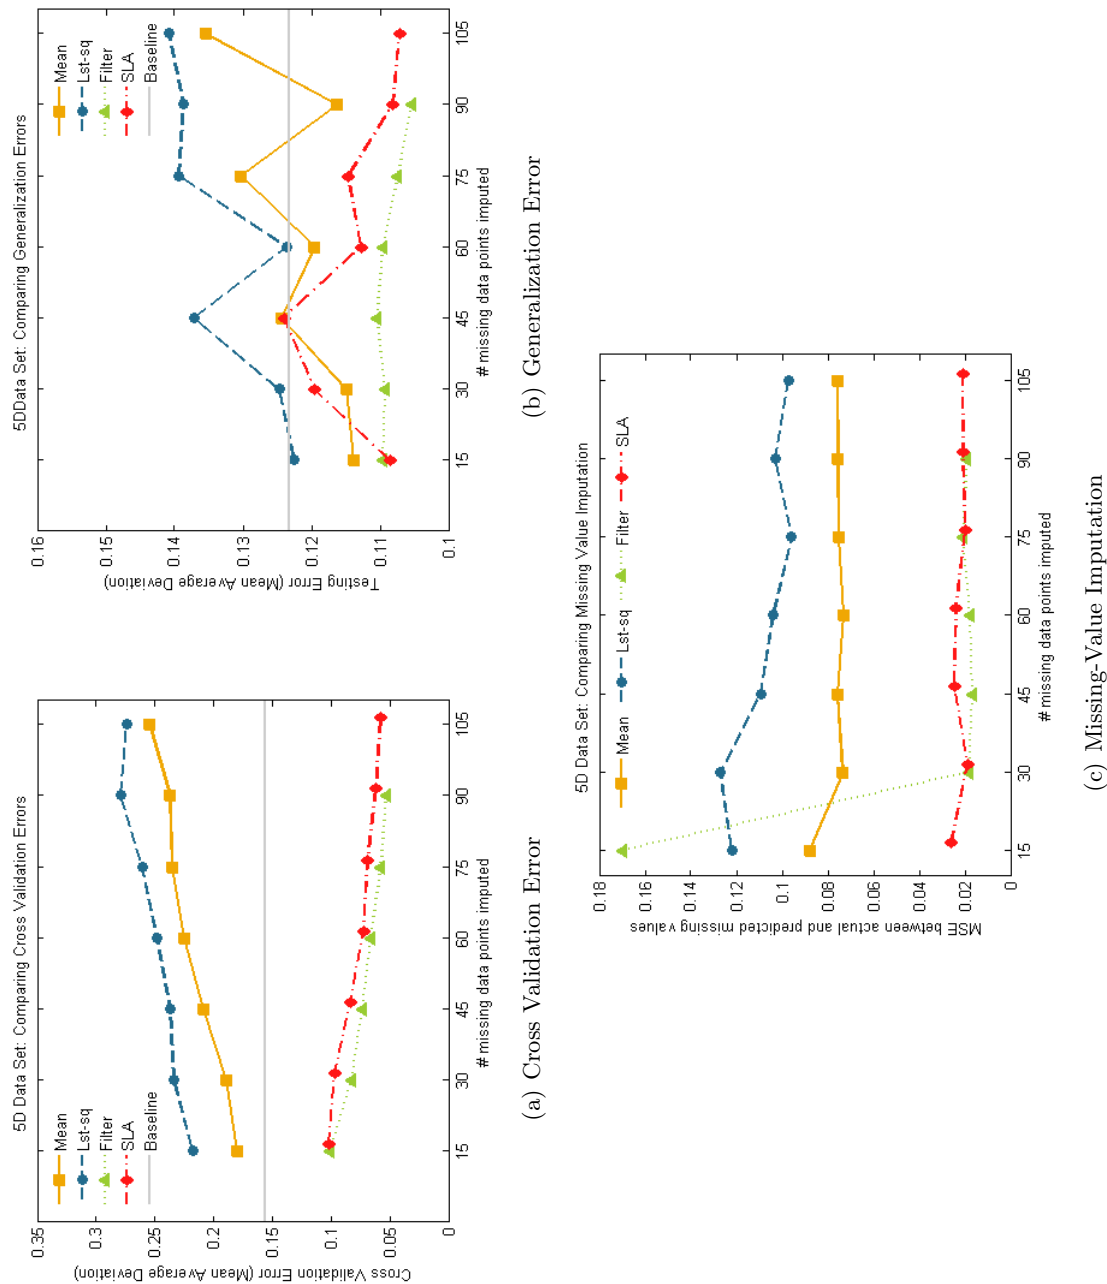 5D Data Set: Comparing Cross Validation Errors
Mean
Lst-sq
Filter
SLA
Baseline
0.35
0.3
0.25
0.2
0.15
0.1
0.05
0
Cross Validation Error (Mean Average Deviation)
15 30 45 60 75 90 105
# missing data points imputed
(a) Cross Validation Error
5DData Set: Comparing Generalization Errors
Mean
Lst-sq
Filter
SLA
Baseline
0.16
0.15
0.14
0.13
0.12
0.11
0.1
Testing Error (Mean Average Deviation)
15 30 45 60 75 90 105
# missing data points imputed
(b) Generalization Error
5D Data Set: Comparing Missing Value Imputation
Mean Lst-sq Filter SLA
0.18
0.16
0.14
0.12
0.1
0.08
0.06
0.04
0.02
0
MSE between actual and predicted missing values
15 30 45 60 75 90 105
# missing data points imputed
(c) Missing-Value Imputation